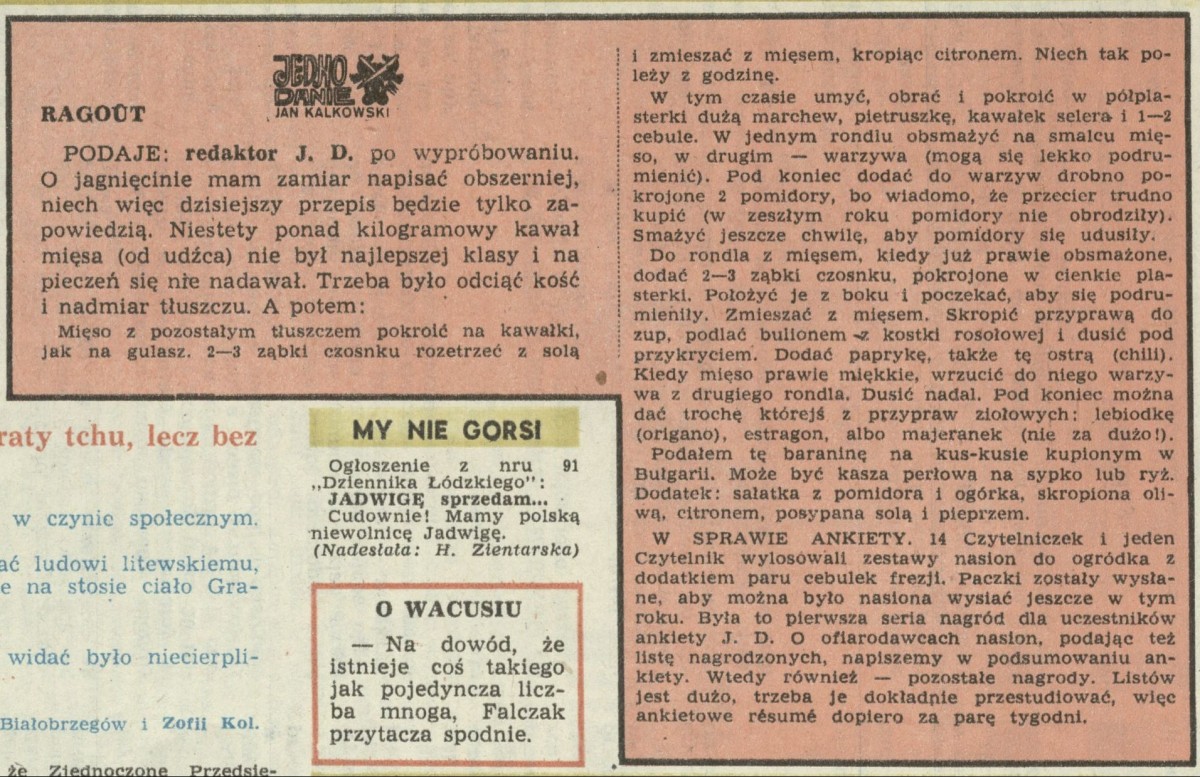 JEDNO
DANIE
JAN KALKOWSKI
RAGOÛT
PODAJE: redaktor J. D. po wypróbowaniu.
O jagnięcinie mam zamiar napisać obszerniej,
niech więc dzisiejszy przepis będzie tylko za-
powiedzią. Niestety ponad kilogramowy kawał
mięsa (od udźca) nie był najlepszej klasy i na
pieczeń się nie nadawał. Trzeba było odciąć kość
i nadmiar tłuszczu. A potem:
Mięso z pozostałym tłuszczem pokroić na kawałki,
jak na gulasz. 2—3 ząbki czosnku rozetrzeć z solą
i zmieszać z mięsem, kropiąc citronem. Niech tak po-
leży z godzinę.
W tym czasie umyć, obrać i pokroić w półpla-
sterki dużą marchew, pietruszkę, kawałek selera i 1—2
cebule. W jednym rondlu obsmażyć na smalcu mię-
so, w drugim — warzywa (mogą się lekko podru-
mienić). Pod koniec dodać do warzyw drobno po-
krojone 2 pomidory, bo wiadomo, że przecier trudno
kupić (w zeszłym roku pomidory nie obrodziły).
Smażyć jeszcze chwilę, aby pomidory się udusiły.
Do rondla z mięsem, kiedy już prawie obsmażone,
dodać 2—3 ząbki czosnku, pokrojone w cienkie pla-
sterki. Położyć je z boku i poczekać, aby się podru-
mieniły. Zmieszać z mięsem. Skropić przyprawą do
zup, podlać bulionem z kostki rosołowej i dusić pod
przykryciem. Dodać paprykę, także tę ostrą (chili).
Kiedy mięso prawie miękkie, wrzucić do niego warzy-
wa z drugiego rondla. Dusić nadal. Pod koniec można
dać trochę którejś z przypraw ziołowych: lebiodkę
(origano), estragon, albo majeranek (nie za dużo!).
Podałem tę baraninę na kus-kusie kupionym w
Bułgarii. Może być kasza perłowa na sypko lub ryż.
Dodatek: sałatka z pomidora i ogórka, skropiona oli-
wą, citronem, posypana solą i pieprzem.
W SPRAWIE ANKIETY. 14 Czytelniczek i jeden
Czytelnik wylosowali zestawy nasion do ogródka z
dodatkiem paru cebulek frezji. Paczki zostały wysła-
ne, aby można było nasiona wysiać jeszcze w tym
roku. Była to pierwsza seria nagród dla uczestników
ankiety J. D. O ofiarodawcach nasion, podając też
listę nagrodzonych, napiszemy w podsumowaniu an-
kiety. Wtedy również — pozostałe nagrody. Listów
jest dużo, trzeba je dokładnie przestudiować, więc
ankietowe résumé dopiero za parę tygodni.
raty tchu, lecz bez
w czynie społecznym.
ać ludowi litewskiemu,
e na stosie ciało Gra-
widać było niecierpli-
Białobrzegów i Zofii Kol.
że Zjednoczone Przedsię-
MY NIE GORSI
Ogłoszenie z nru 91
„Dziennika Łódzkiego":
JADWIGĘ sprzedam...
Cudownie! Mamy polską
niewolnicę Jadwigę.
(Nadesłała: H. Zientarska)
O WACUSIU
— Na dowód, że
istnieje coś takiego
jak pojedyncza licz-
ba mnoga, Falczak
przytacza spodnie.